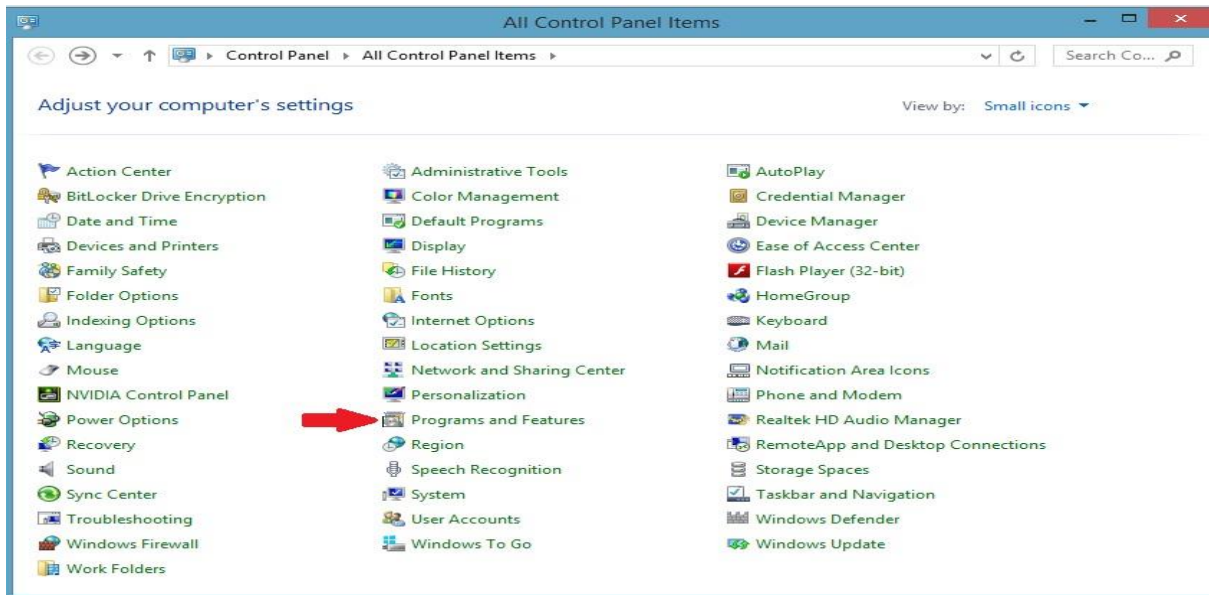 All Control Panel Items
Control Panel All Control Panel Items Search Co...
Adjust your computer's settings View by: Small icons
Action Center Administrative Tools AutoPlay
BitLocker Drive Encryption Color Management Credential Manager
Date and Time Default Programs Device Manager
Devices and Printers Display Ease of Access Center
Family Safety File History Flash Player (32-bit)
Folder Options Fonts HomeGroup
Indexing Options Internet Options Keyboard
Language Location Settings Mail
Mouse Network and Sharing Center Notification Area Icons
NVIDIA Control Panel Personalization Phone and Modem
Power Options Programs and Features Realtek HD Audio Manager
Recovery Region RemoteApp and Desktop Connections
Sound Speech Recognition Storage Spaces
Sync Center System Taskbar and Navigation
Troubleshooting User Accounts Windows Defender
Windows Firewall Windows To Go Windows Update
Work Folders